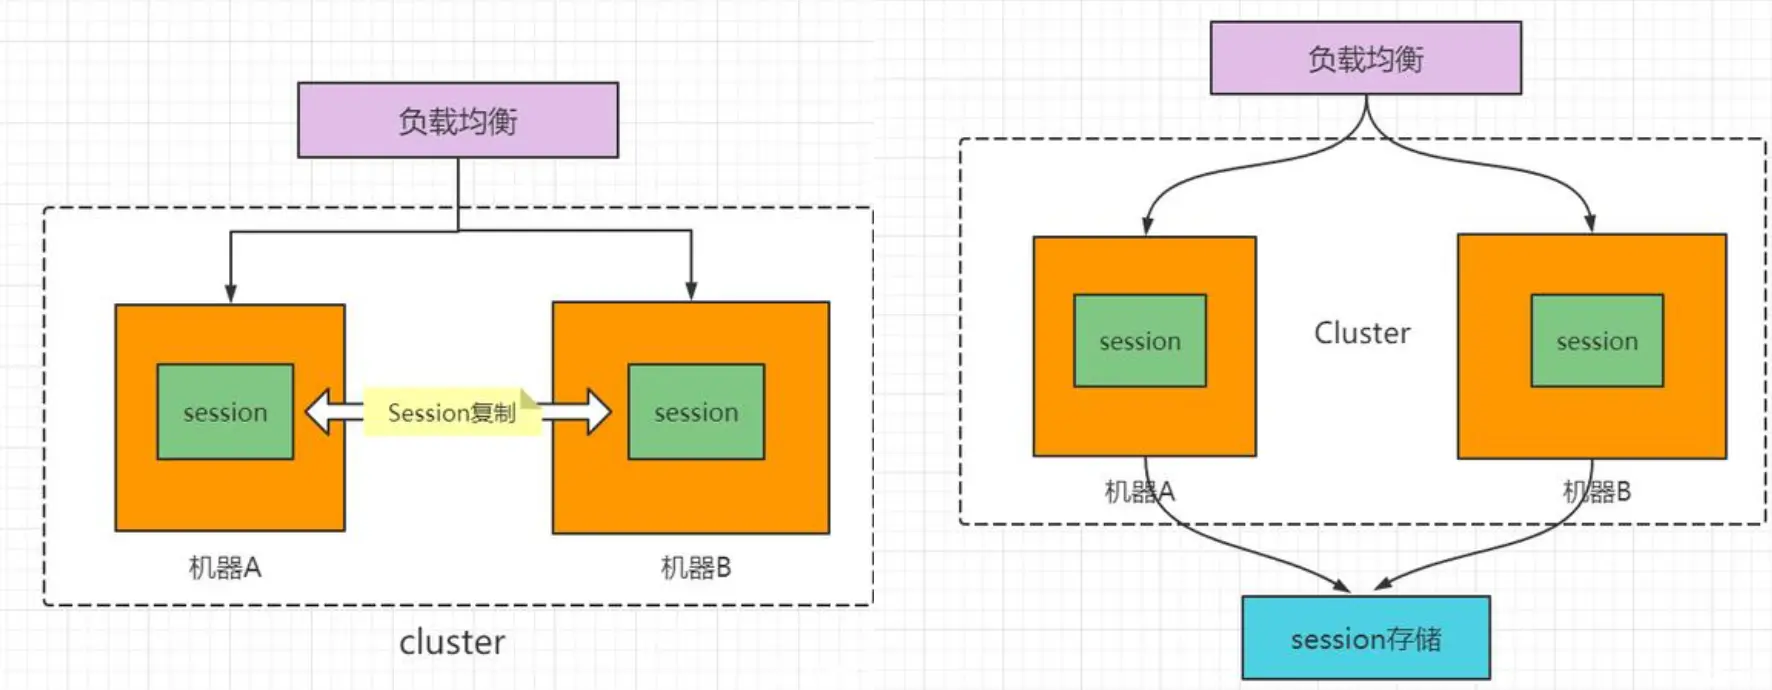 负载均衡
session
Session复制
session
机器A
机器B
cluster
负载均衡
session
Cluster
session
机器A
机器B
session存储